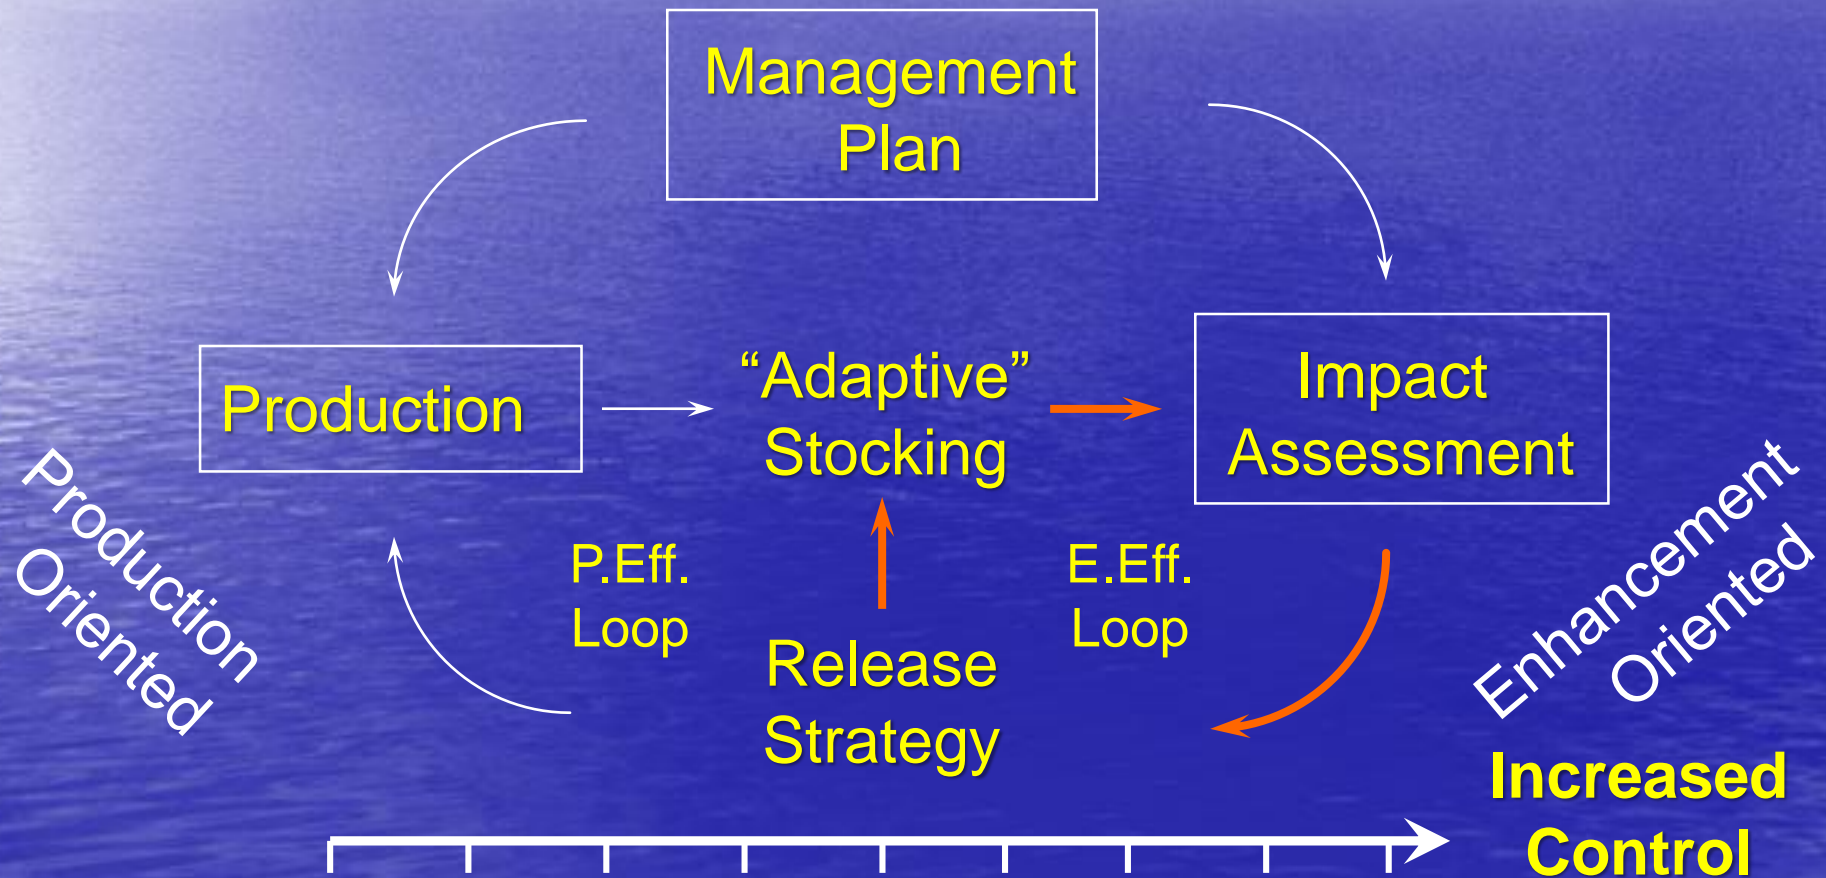 Management
Plan
Production
“Adaptive”
Stocking
Impact
Assessment
Production
Oriented
P.Eff.
Loop
Release
Strategy
E.Eff.
Loop
Enhancement
Oriented
Increased
Control